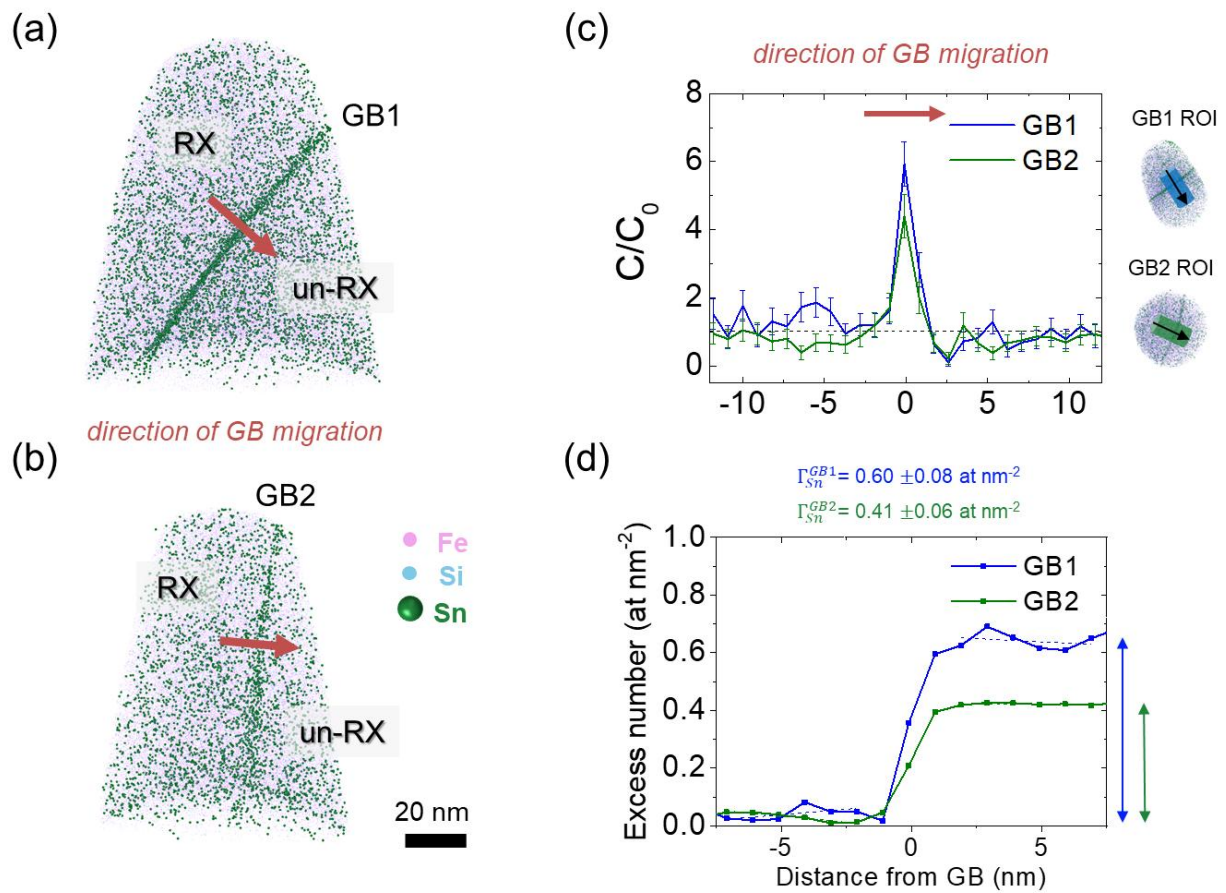 (a)
GB1
RX
un-RX
direction of GB migration
(b)
GB2
RX
un-RX
Fe
Si
Sn
20 nm
(c)
direction of GB migration
8
6
4
2
0
C/C0
GB1
GB2
-10 -5 0 5 10
GB1 ROI
GB2 ROI
(d)
Γ_Sn^GB1 = 0.60 ±0.08 at nm-2
Γ_Sn^GB2 = 0.41 ±0.06 at nm-2
1.0
0.8
0.6
0.4
0.2
0.0
Excess number (at nm-2)
GB1
GB2
-5 0 5
Distance from GB (nm)